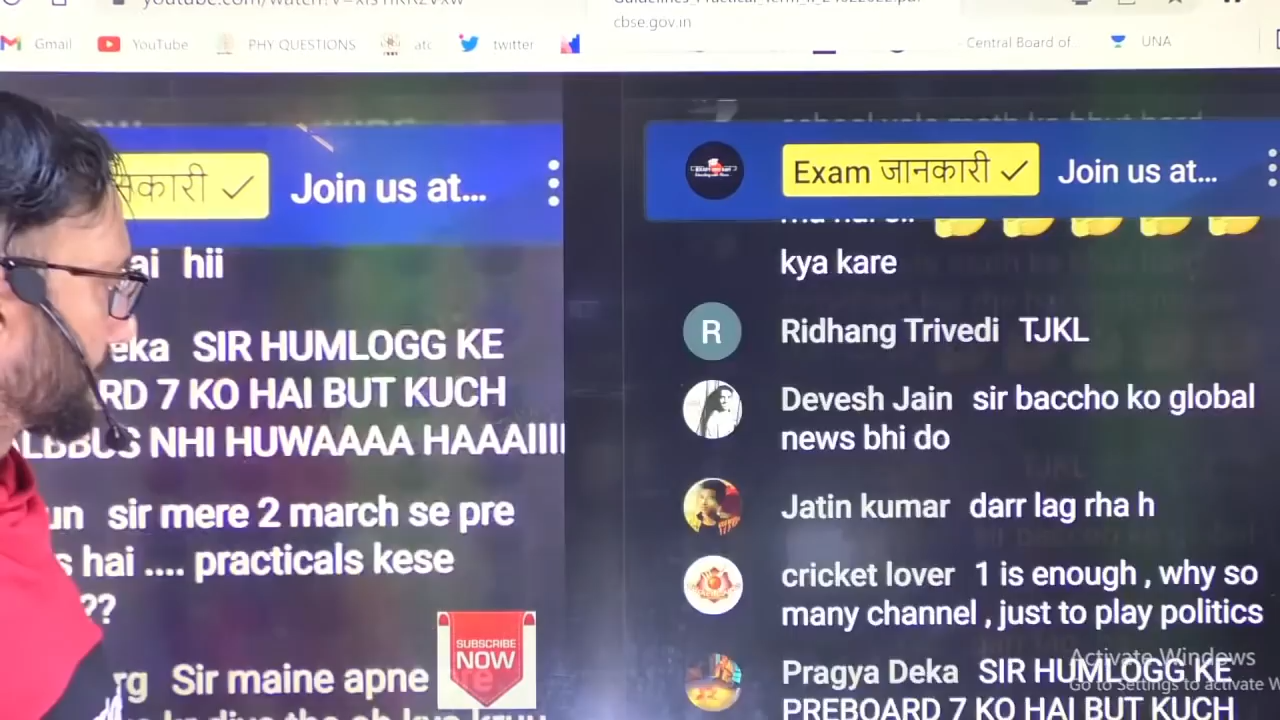 cbse.gov.in
Gmail
YouTube
PHY QUESTIONS
atc
twitter
Central Board of
UNA
Join us at...
hii
SIR HUMLOGG KE
7 KO HAI BUT KUCH
NHI HUWAAAA
sir mere 2 march se pre
hai .... practicals kese
??
Sir maine apne
SUBSCRIBE
NOW
Exam जानकारी ✓
Join us at...
kya kare
R
Ridhang Trivedi TJKL
Devesh Jain sir baccho ko global
news bhi do
Jatin kumar darr lag rha h
cricket lover 1 is enough , why so
many channel , just to play politics
Pragya Deka SIR HUMLOGG KE
PREBOARD 7 KO HAI BUT KUCH
Activate Windows
Go to Settings to activate